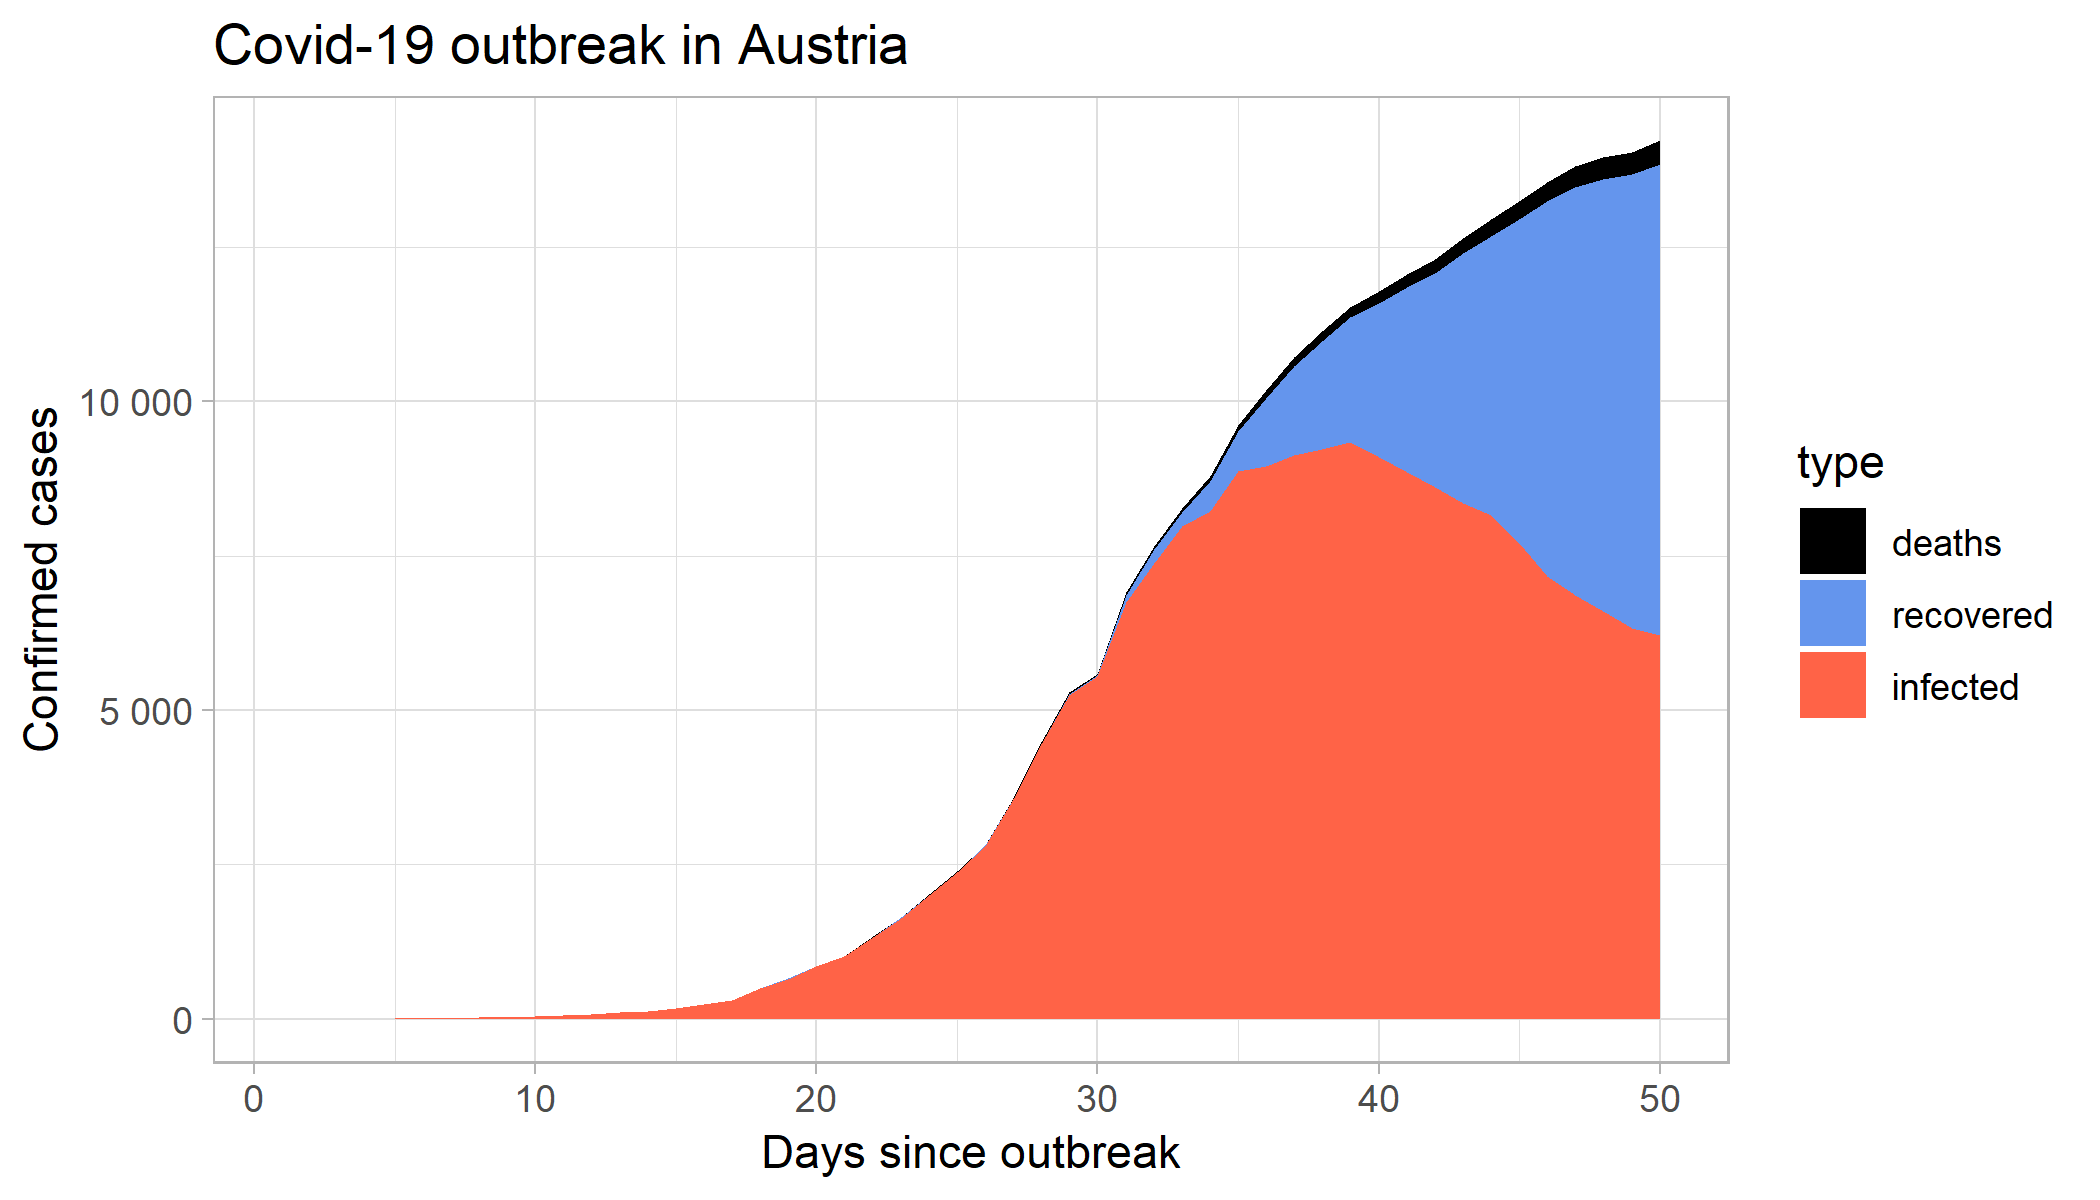 Covid-19 outbreak in Austria
Confirmed cases
10 000
5 000
0
0 10 20 30 40 50
Days since outbreak
type
deaths
recovered
infected